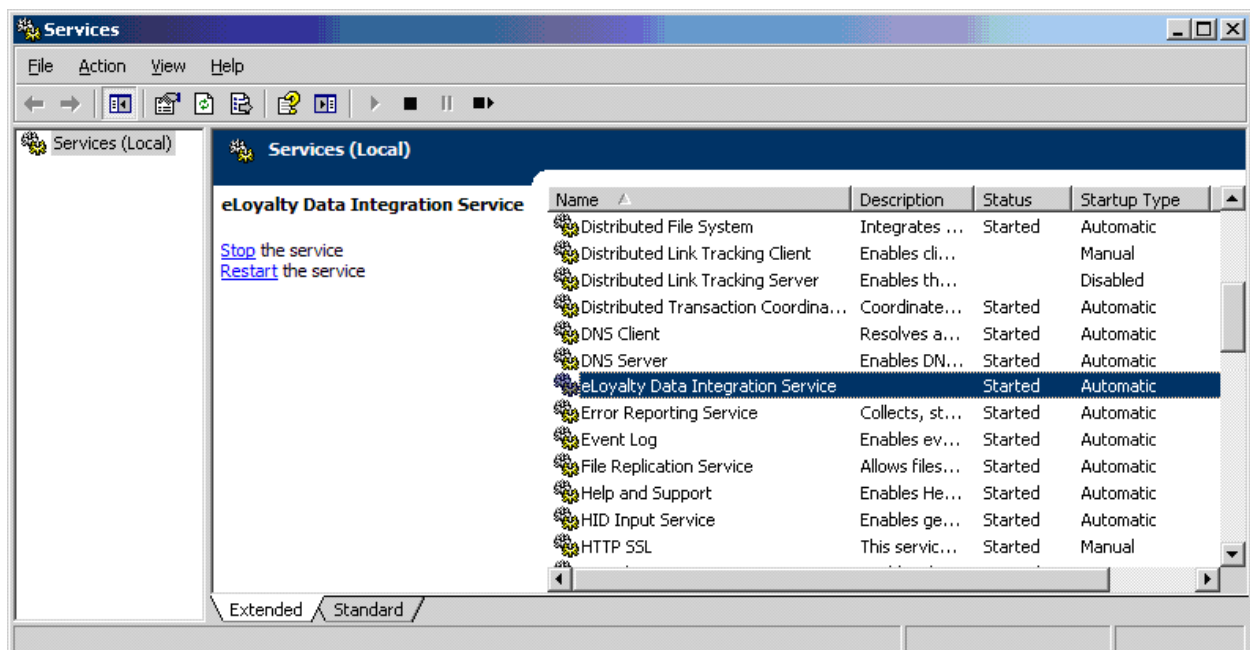 Services
File Action View Help
Services (Local)
Services (Local)
eLoyalty Data Integration Service
Stop the service
Restart the service
Name Description Status Startup Type
Distributed File System Integrates ... Started Automatic
Distributed Link Tracking Client Enables cli... Manual
Distributed Link Tracking Server Enables th... Disabled
Distributed Transaction Coordina... Coordinate... Started Automatic
DNS Client Resolves a... Started Automatic
DNS Server Enables DN... Started Automatic
eLoyalty Data Integration Service Started Automatic
Error Reporting Service Collects, st... Started Automatic
Event Log Enables ev... Started Automatic
File Replication Service Allows files... Started Automatic
Help and Support Enables He... Started Automatic
HID Input Service Enables ge... Started Automatic
HTTP SSL This servic... Started Manual
Extended Standard